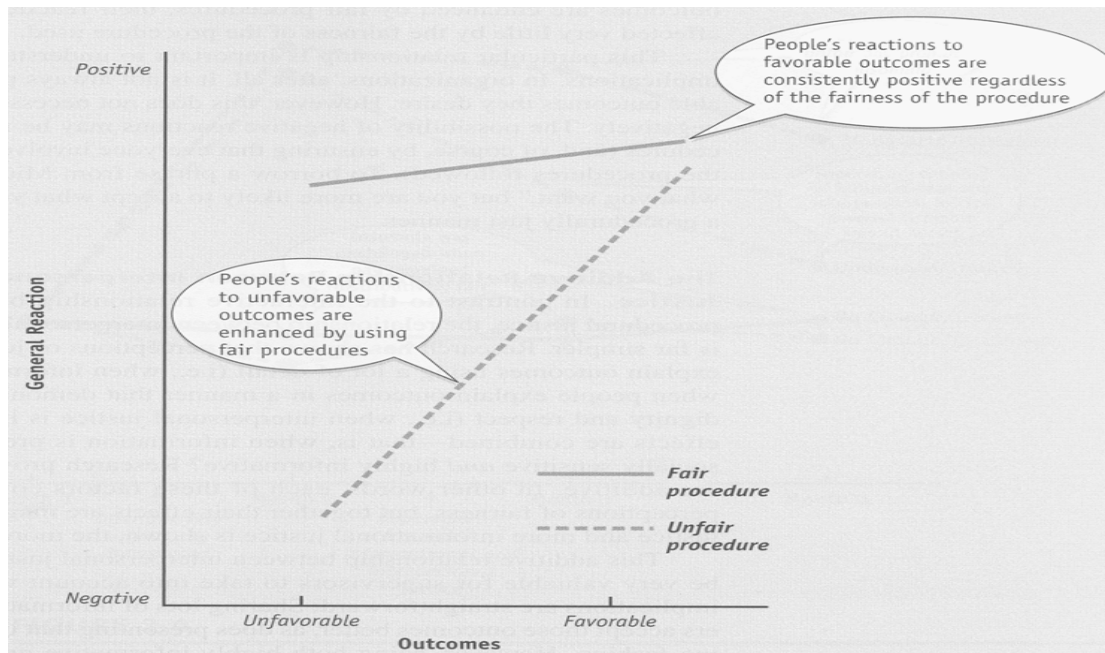 Positive
People's reactions to
favorable outcomes are
consistently positive regardless
of the fairness of the procedure
People's reactions
to unfavorable
outcomes are
enhanced by using
fair procedures
General Reaction
Fair
procedure
Unfair
procedure
Negative
Unfavorable
Favorable
Outcomes